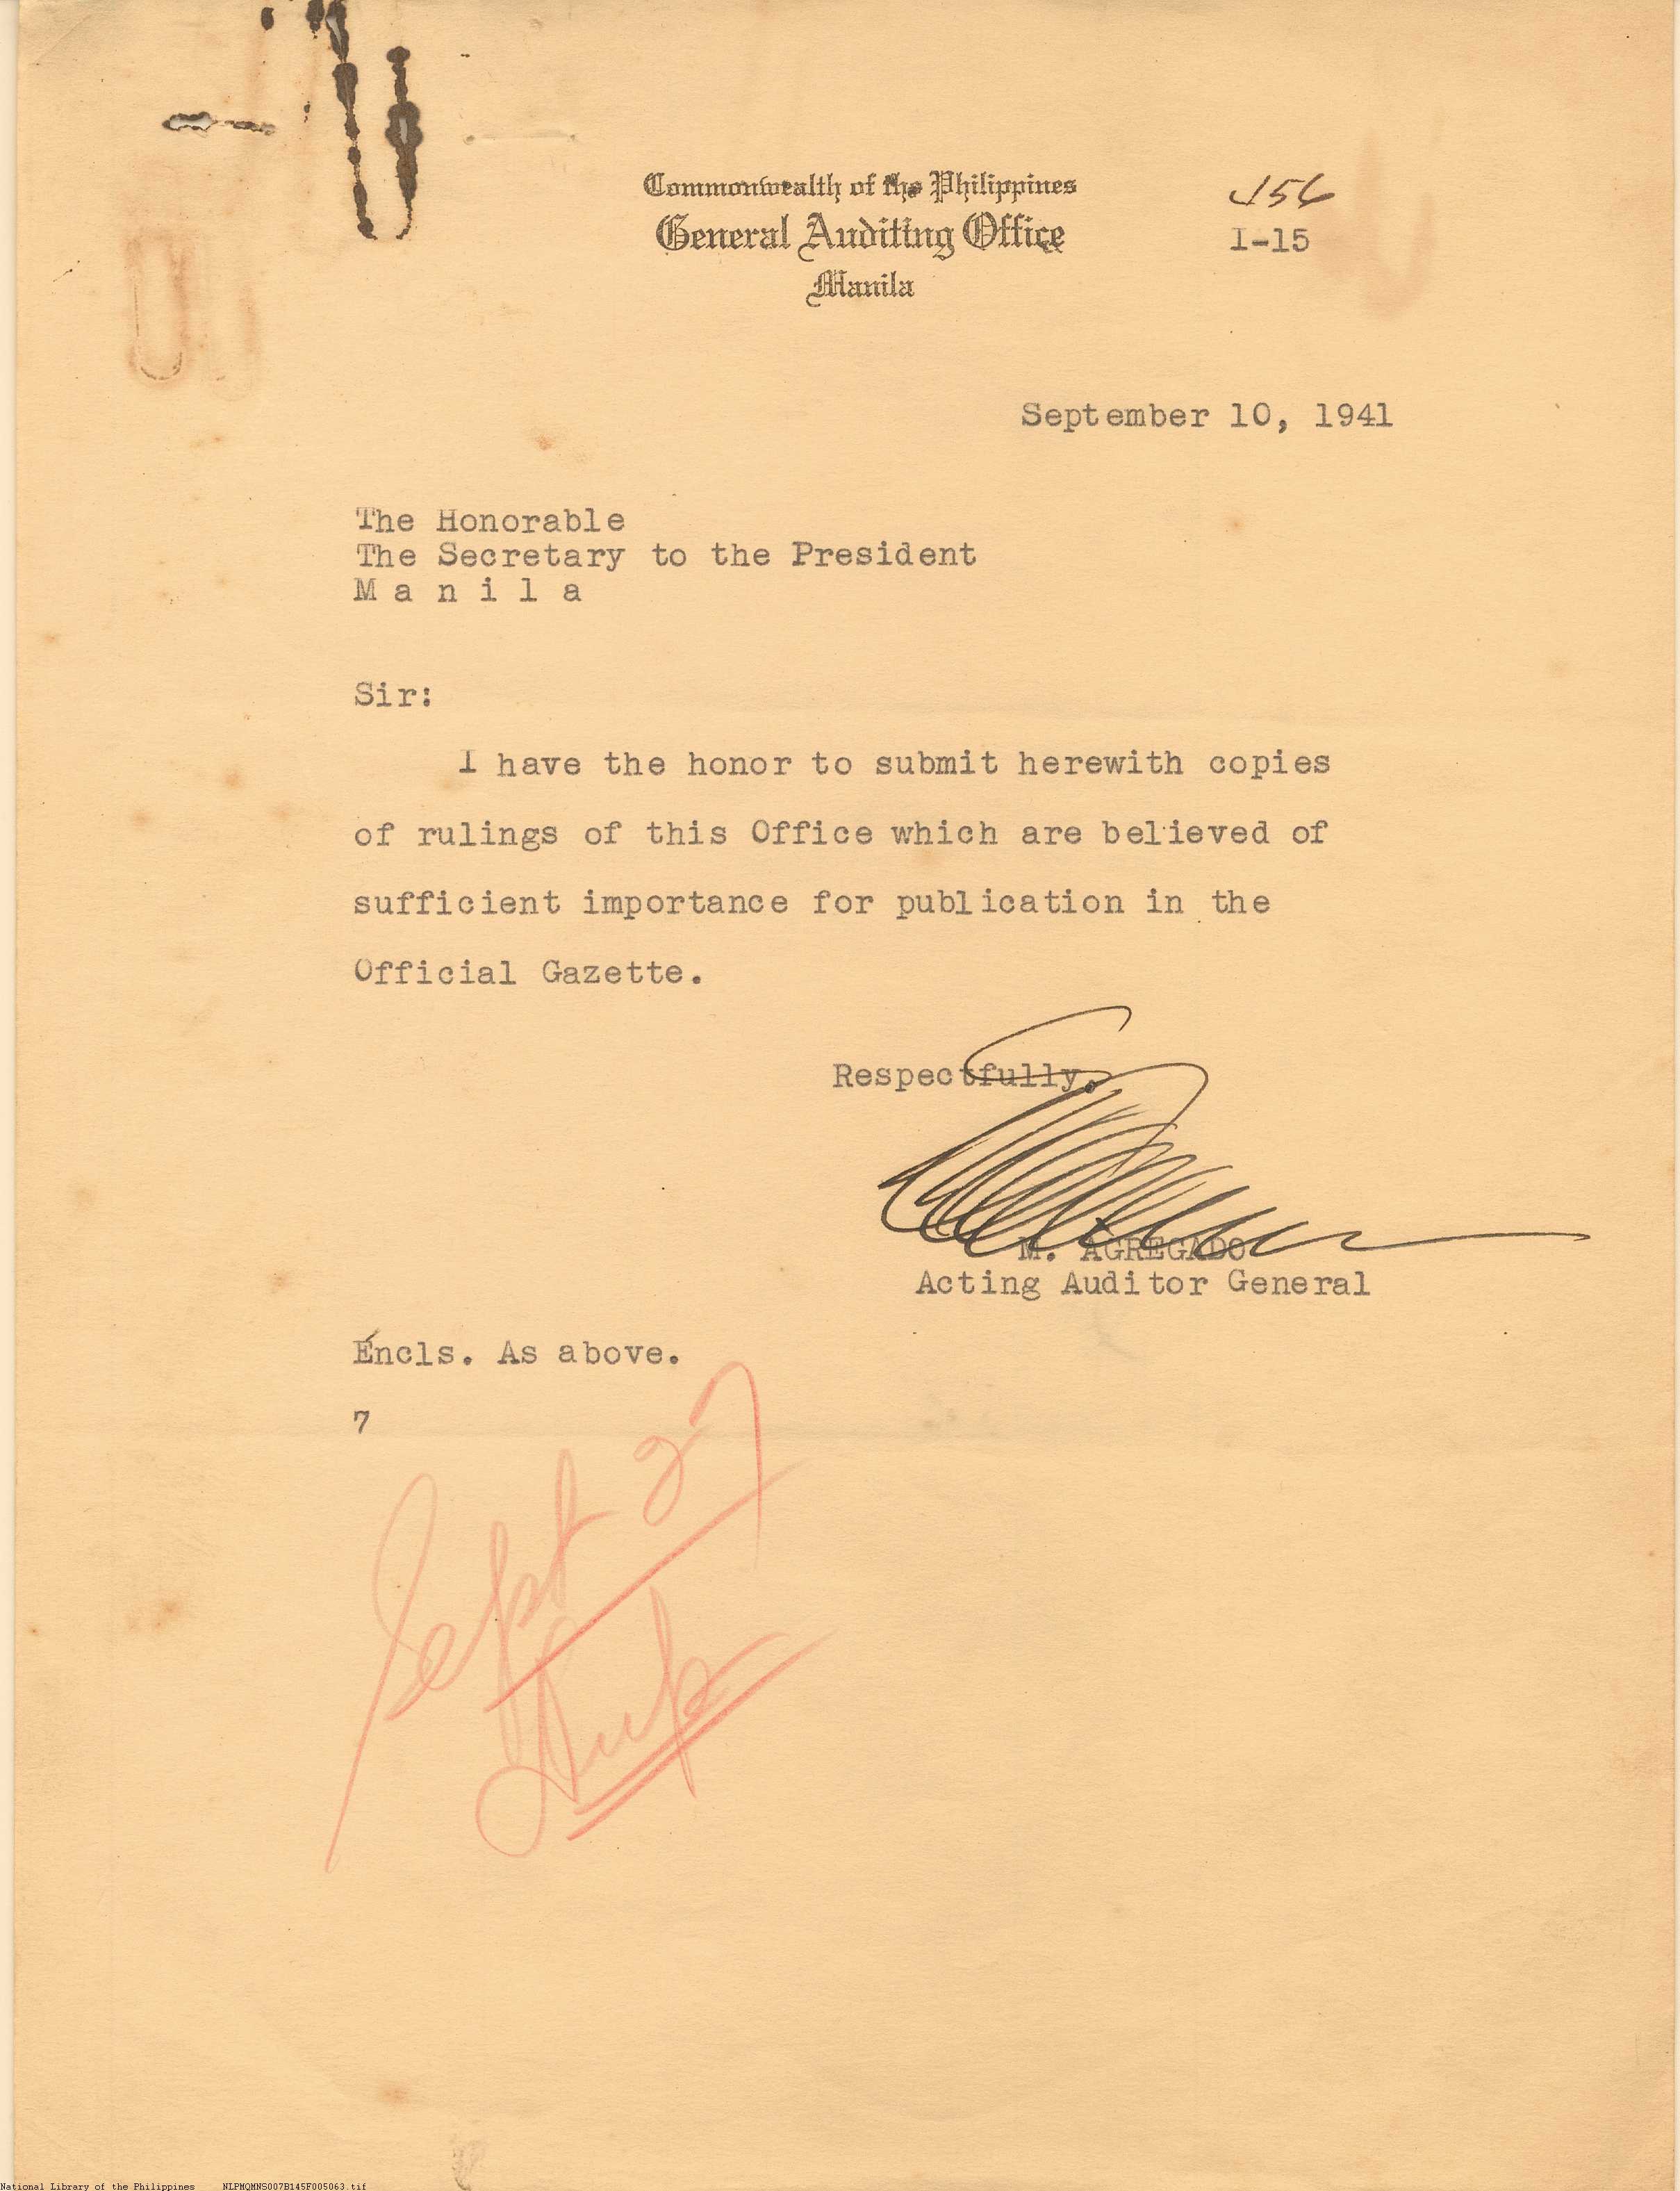 Commonwealth of the Philippines
General Auditing Office
Manila
456
I-15
September 10, 1941
The Honorable
The Secretary to the President
M a n i l a
Sir:
I have the honor to submit herewith copies
of rulings of this Office which are believed of
sufficient importance for publication in the
Official Gazette.
Respectfully,
M. AGREGADO
Acting Auditor General
Encls. As above.
7
Sept 27
National Library of the Philippines NLPMQMNS007B145F005063.tif